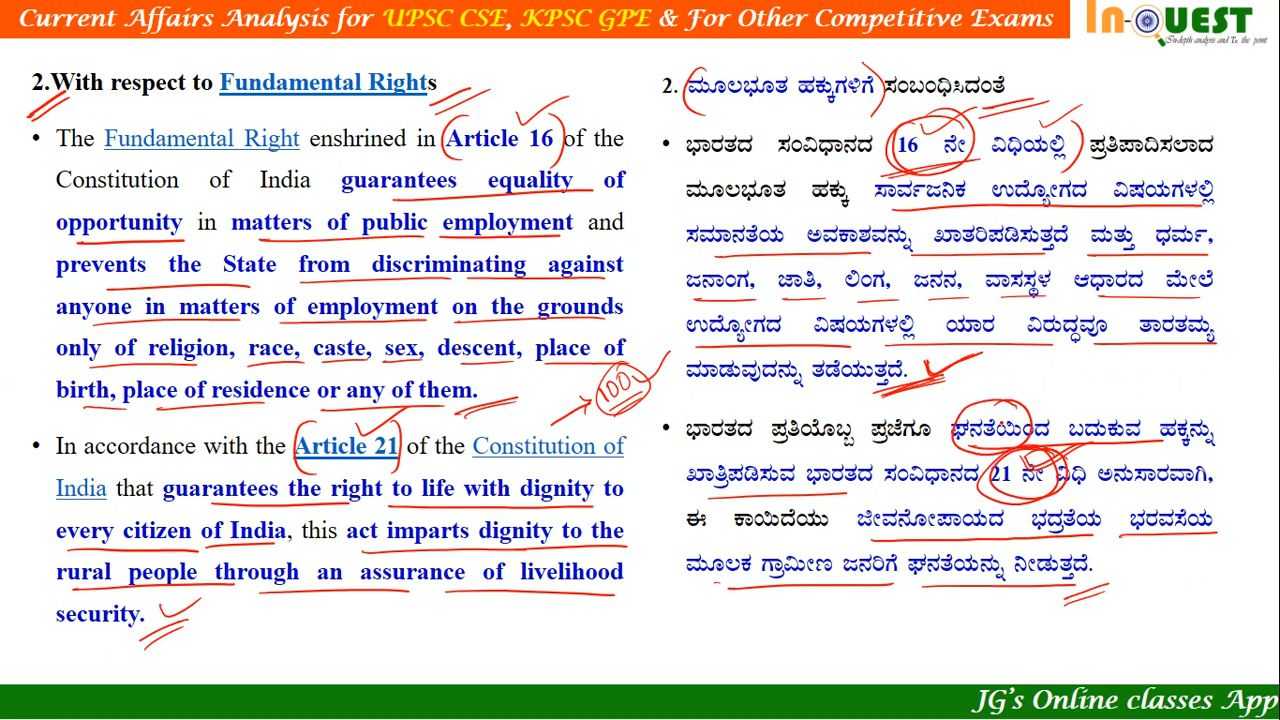 Current Affairs Analysis for UPSC CSE, KPSC GPE & For Other Competitive Exams
In-QUEST
In-depth analysis and To the point
2.With respect to Fundamental Rights
• The Fundamental Right enshrined in Article 16 of the
Constitution of India guarantees equality of
opportunity in matters of public employment and
prevents the State from discriminating against
anyone in matters of employment on the grounds
only of religion, race, caste, sex, descent, place of
birth, place of residence or any of them.
100
• In accordance with the Article 21 of the Constitution of
India that guarantees the right to life with dignity to
every citizen of India, this act imparts dignity to the
rural people through an assurance of livelihood
security.
2. ಮೂಲಭೂತ ಹಕ್ಕುಗಳಿಗೆ ಸಂಬಂಧಿಸಿದಂತೆ
• ಭಾರತದ ಸಂವಿಧಾನದ 16 ನೇ ವಿಧಿಯಲ್ಲಿ ಪ್ರತಿಪಾದಿಸಲಾದ
ಮೂಲಭೂತ ಹಕ್ಕು ಸಾರ್ವಜನಿಕ ಉದ್ಯೋಗದ ವಿಷಯಗಳಲ್ಲಿ
ಸಮಾನತೆಯ ಅವಕಾಶವನ್ನು ಖಾತರಿಪಡಿಸುತ್ತದೆ ಮತ್ತು ಧರ್ಮ,
ಜನಾಂಗ, ಜಾತಿ, ಲಿಂಗ, ಜನನ, ವಾಸಸ್ಥಳ ಆಧಾರದ ಮೇಲೆ
ಉದ್ಯೋಗದ ವಿಷಯಗಳಲ್ಲಿ ಯಾರ ವಿರುದ್ಧವೂ ತಾರತಮ್ಯ
ಮಾಡುವುದನ್ನು ತಡೆಯುತ್ತದೆ.
• ಭಾರತದ ಪ್ರತಿಯೊಬ್ಬ ಪ್ರಜೆಗೂ ಘನತೆಯಿಂದ ಬದುಕುವ ಹಕ್ಕನ್ನು
ಖಾತ್ರಿಪಡಿಸುವ ಭಾರತದ ಸಂವಿಧಾನದ 21 ನೇ ವಿಧಿ ಅನುಸಾರವಾಗಿ,
ಈ ಕಾಯಿದೆಯು ಜೀವನೋಪಾಯದ ಭದ್ರತೆಯ ಭರವಸೆಯ
ಮೂಲಕ ಗ್ರಾಮೀಣ ಜನರಿಗೆ ಘನತೆಯನ್ನು ನೀಡುತ್ತದೆ.
JG's Online classes App